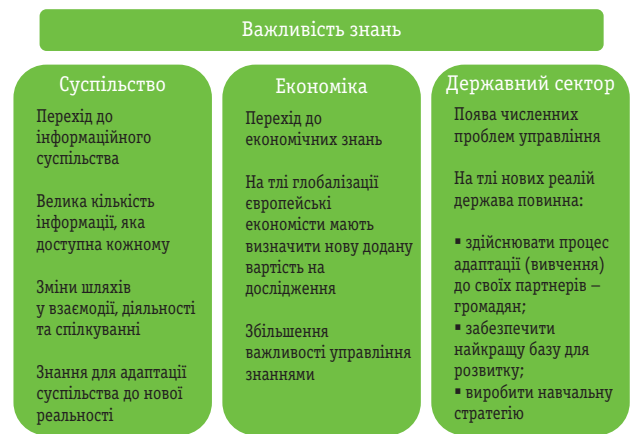 Важливість знань
Суспільство
Перехід до
інформаційного
суспільства
Велика кількість
інформації, яка
доступна кожному
Зміни шляхів
у взаємодії, діяльності
та спілкуванні
Знання для адаптації
суспільства до нової
реальності
Економіка
Перехід до
економічних знань
На тлі глобалізації
європейські
економісти мають
визначити нову додану
вартість на
дослідження
Збільшення
важливості управління
знаннями
Державний сектор
Поява численних
проблем управління
На тлі нових реалій
держава повинна:
▪ здійснювати процес
адаптації (вивчення)
до своїх партнерів –
громадян;
▪ забезпечити
найкращу базу для
розвитку;
▪ виробити навчальну
стратегію